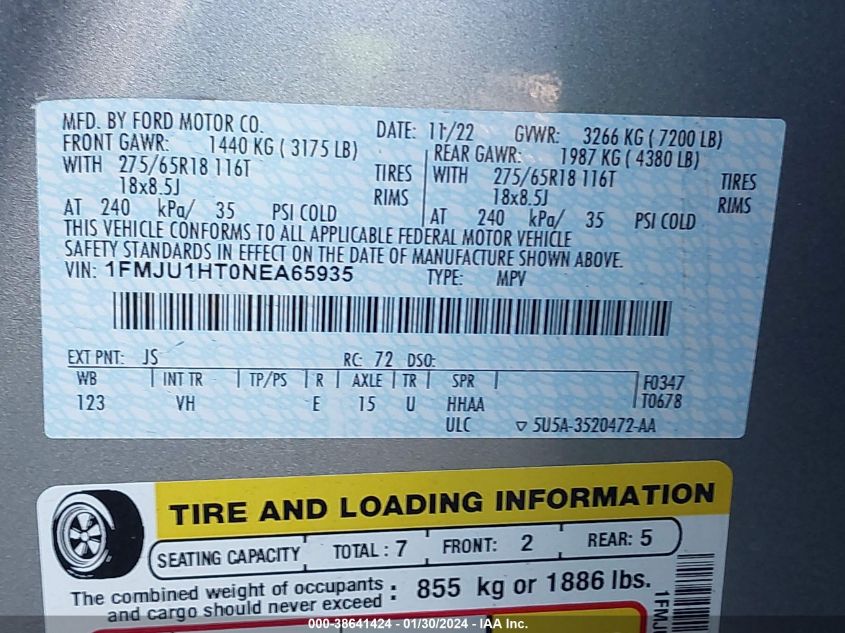 MFD. BY FORD MOTOR CO.
DATE: 11/22 GVWR: 3266 KG ( 7200 LB)
FRONT GAWR: 1440 KG ( 3175 LB)
REAR GAWR: 1987 KG ( 4380 LB)
WITH 275/65R18 116T TIRES
WITH 275/65R18 116T TIRES
18x8.5J RIMS
18x8.5J RIMS
AT 240 kPa/ 35 PSI COLD
AT 240 kPa/ 35 PSI COLD
THIS VEHICLE CONFORMS TO ALL APPLICABLE FEDERAL MOTOR VEHICLE
SAFETY STANDARDS IN EFFECT ON THE DATE OF MANUFACTURE SHOWN ABOVE.
VIN: 1FMJU1HT0NEA65935 TYPE: MPV
EXT PNT: JS RC: 72 DSO:
WB INT TR TP/PS R AXLE TR SPR F0347
123 VH E 15 U HHAA T0678
ULC ▽ 5U5A-3520472-AA
TIRE AND LOADING INFORMATION
SEATING CAPACITY TOTAL : 7 FRONT: 2 REAR: 5
The combined weight of occupants
and cargo should never exceed : 855 kg or 1886 lbs.
1FMJU
000-38641424 - 01/30/2024 - IAA Inc.